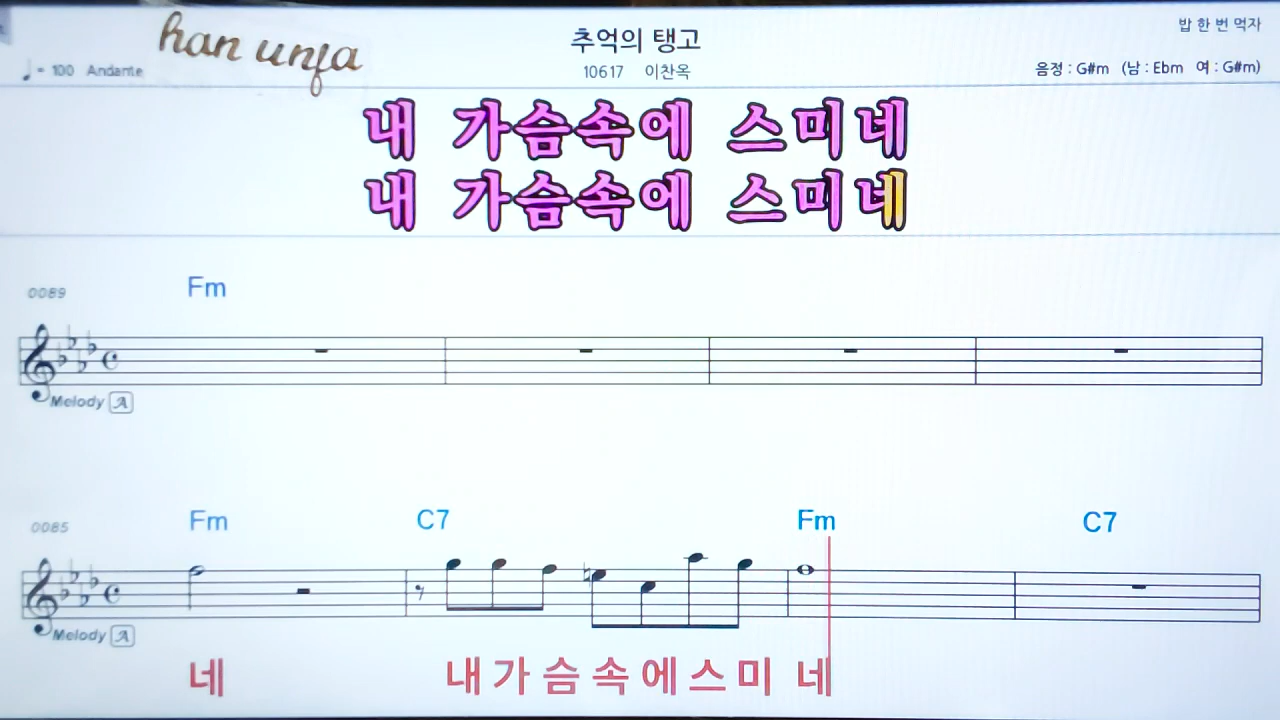 han unja
추억의 탱고
밥 한 번 먹자
♩= 100 Andante
10617 이찬옥
음정 : G#m (남 : Ebm 여 : G#m)
내 가슴속에 스미네
내 가슴속에 스미네
0089
Fm
Melody A
0085
Fm C7 Fm C7
Melody A
네 내 가 슴 속 에 스 미 네